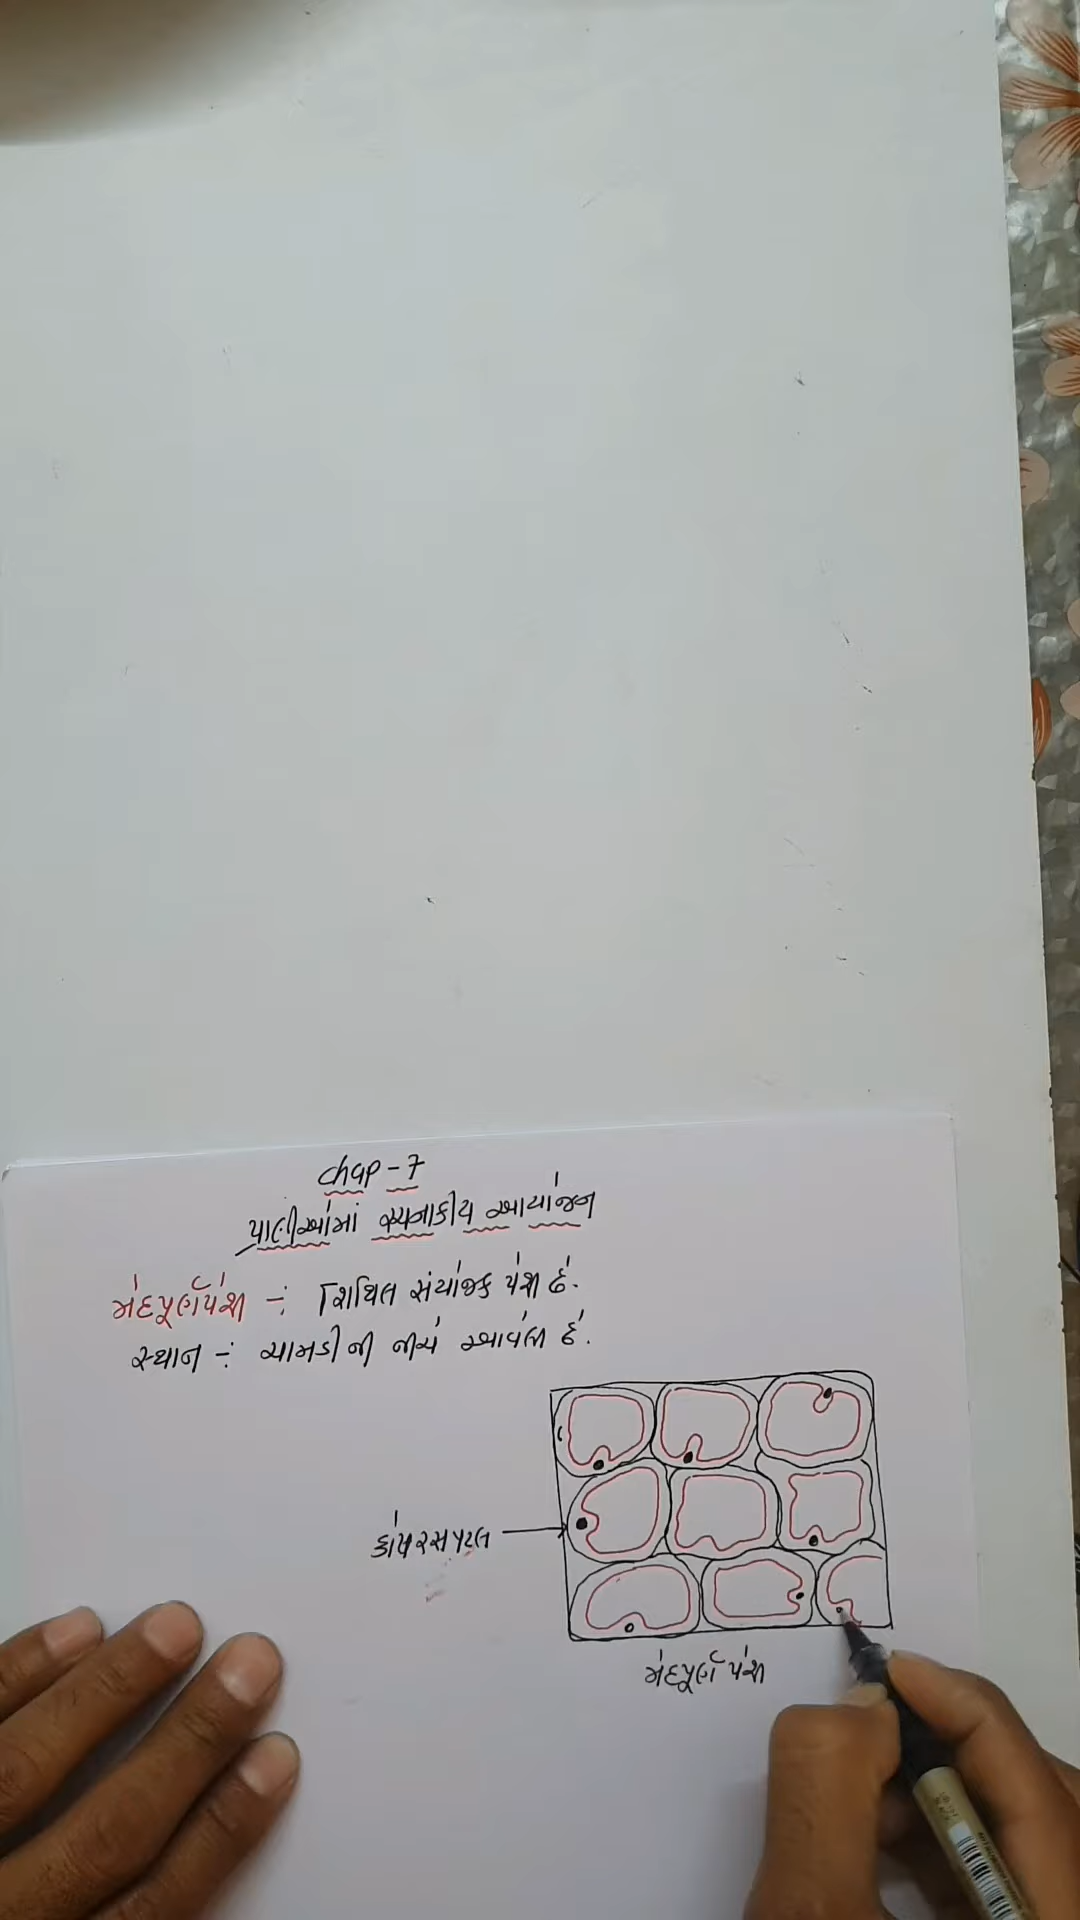 chap - 7
પ્રાણીઓમાં રચનાકીય આયોજન
મેદપૂર્ણપેશી -: શિથિલ સંયોજક પેશી છે.
સ્થાન -: ચામડીની નીચે આવેલી છે.
કોષરસપટલ
મેદપૂર્ણ પેશી